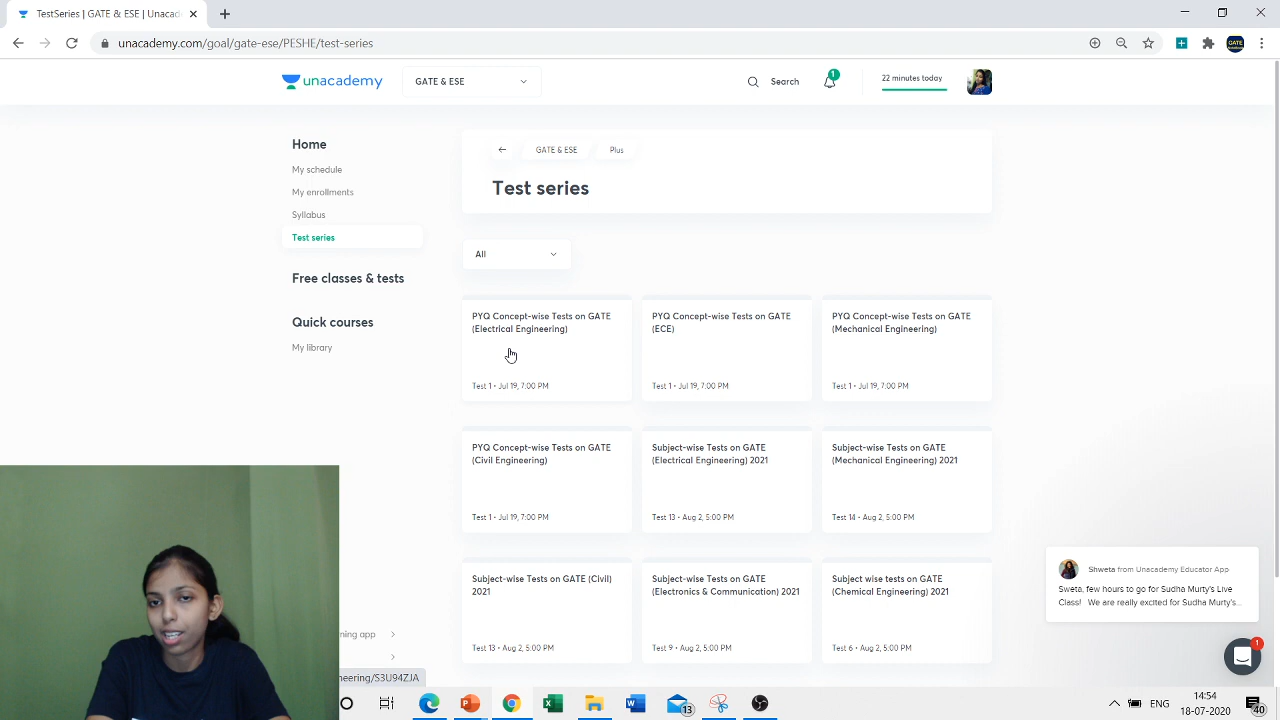 TestSeries | GATE & ESE | Unacad
unacademy.com/goal/gate-ese/PESHE/test-series
GATE
unacademy
GATE & ESE
Search
1
22 minutes today
Home
My schedule
My enrollments
Syllabus
Test series
Free classes & tests
Quick courses
My library
GATE & ESE
Plus
Test series
All
PYQ Concept-wise Tests on GATE
(Electrical Engineering)
Test 1 • Jul 19, 7:00 PM
PYQ Concept-wise Tests on GATE
(ECE)
Test 1 • Jul 19, 7:00 PM
PYQ Concept-wise Tests on GATE
(Mechanical Engineering)
Test 1 • Jul 19, 7:00 PM
PYQ Concept-wise Tests on GATE
(Civil Engineering)
Test 1 • Jul 19, 7:00 PM
Subject-wise Tests on GATE
(Electrical Engineering) 2021
Test 13 • Aug 2, 5:00 PM
Subject-wise Tests on GATE
(Mechanical Engineering) 2021
Test 14 • Aug 2, 5:00 PM
Subject-wise Tests on GATE (Civil)
2021
Test 13 • Aug 2, 5:00 PM
Subject-wise Tests on GATE
(Electronics & Communication) 2021
Test 9 • Aug 2, 5:00 PM
Subject wise tests on GATE
(Chemical Engineering) 2021
Test 6 • Aug 2, 5:00 PM
Shweta from Unacademy Educator App
Sweta, few hours to go for Sudha Murty's Live
Class! We are really excited for Sudha Murty's...
1
ning app
neering/S3U94ZJA
13
ENG
14:54
18-07-2020
40